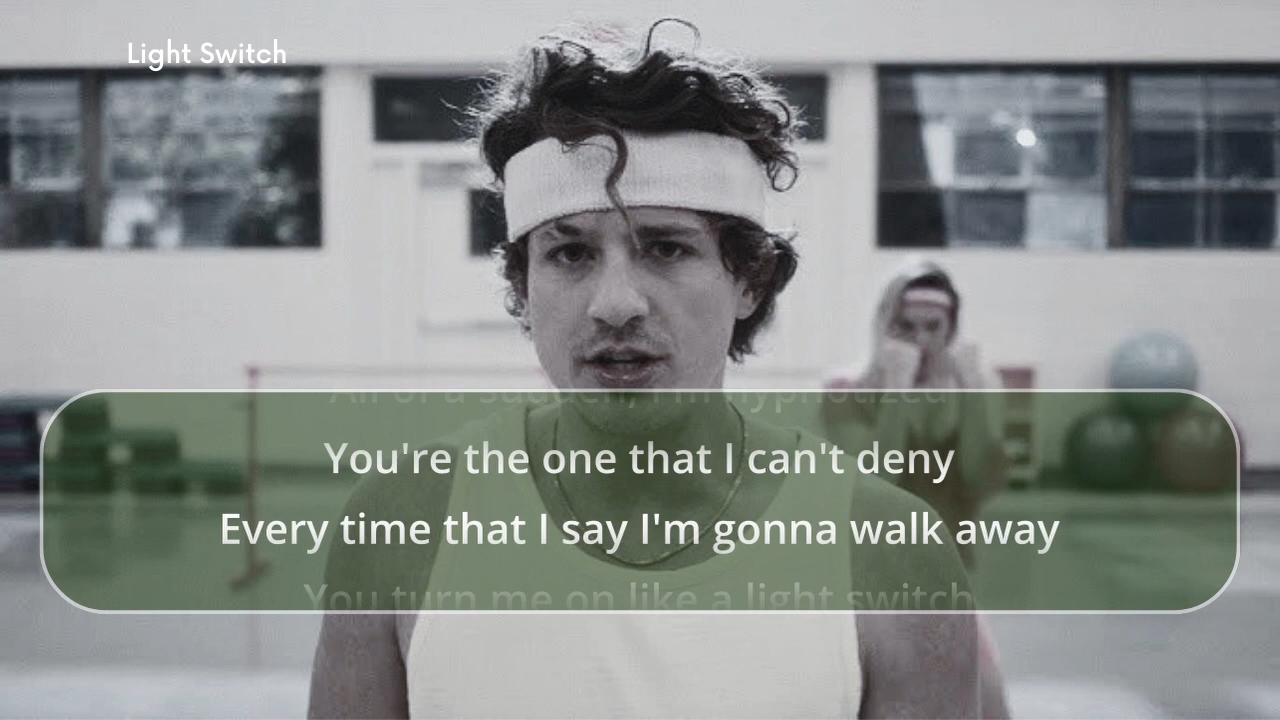 Light Switch
All of a sudden, I'm hypnotized
You're the one that I can't deny
Every time that I say I'm gonna walk away
You turn me on like a light switch